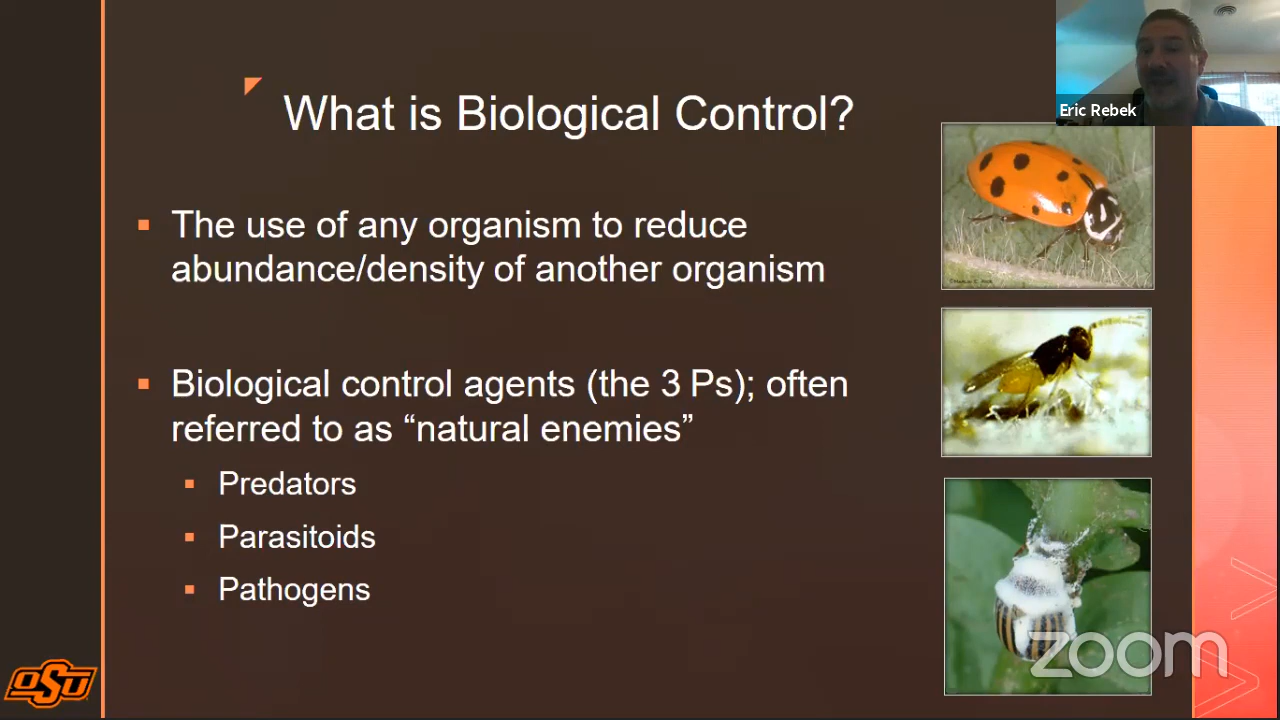 What is Biological Control?
Eric Rebek
The use of any organism to reduce
abundance/density of another organism
Biological control agents (the 3 Ps); often
referred to as “natural enemies”
Predators
Parasitoids
Pathogens
OSU
zoom